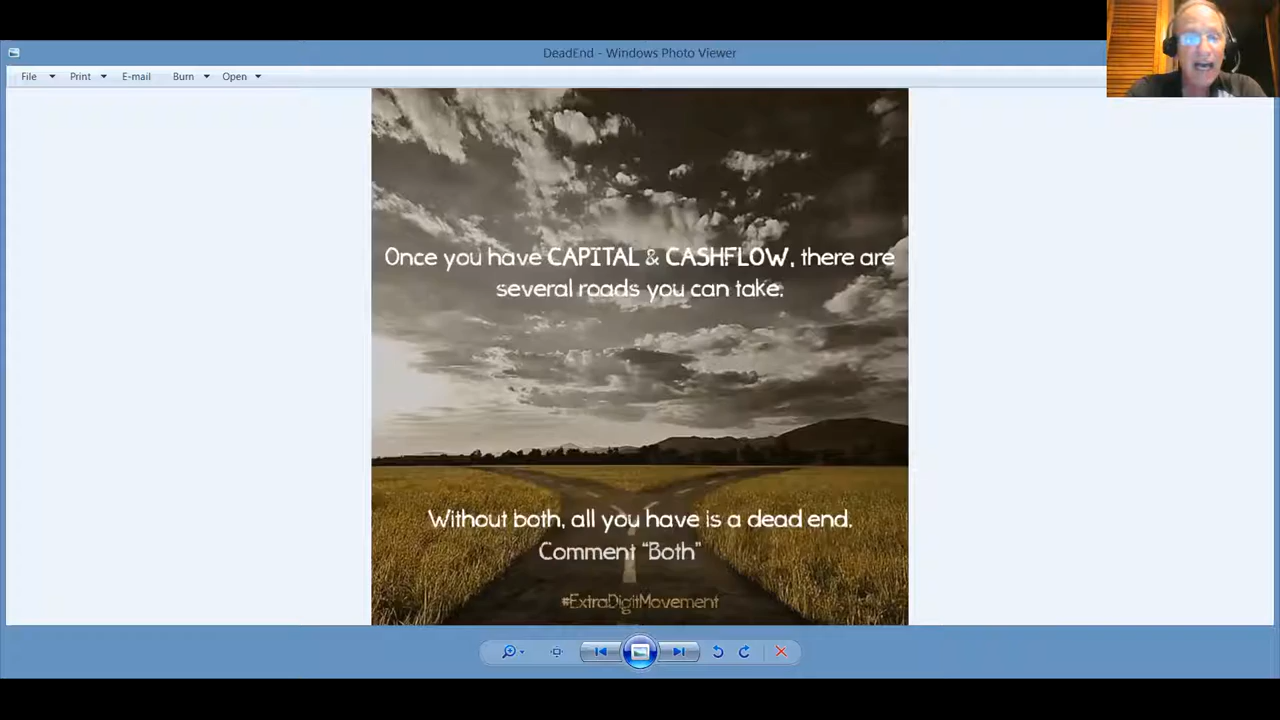 DeadEnd - Windows Photo Viewer
File Print E-mail Burn Open
Once you have CAPITAL & CASHFLOW, there are
several roads you can take.
Without both, all you have is a dead end.
Comment “Both”
#ExtraDigitMovement